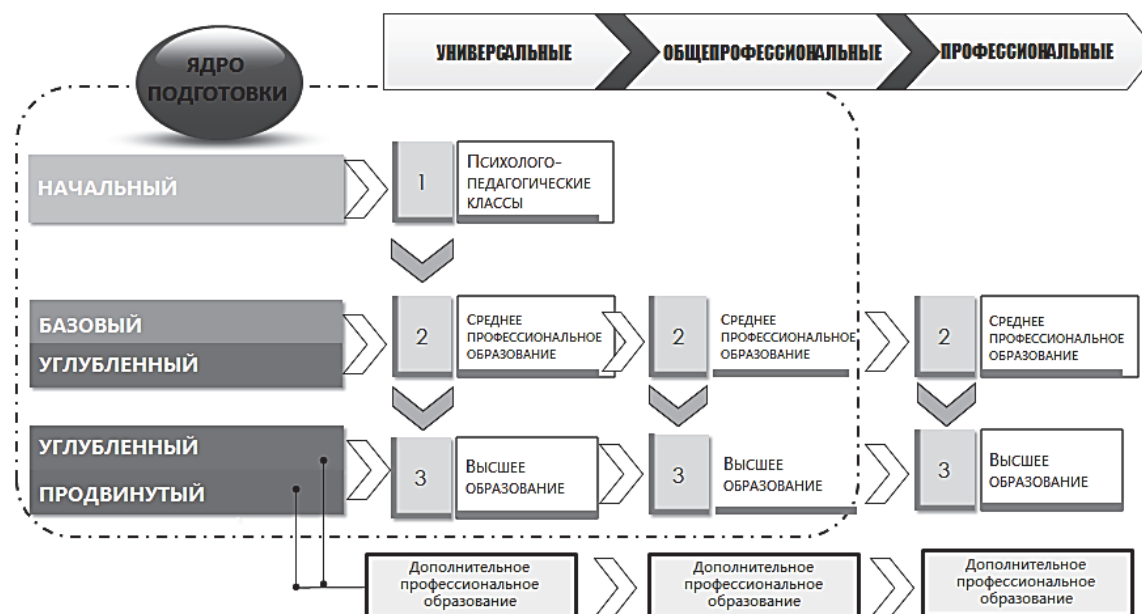 ЯДРО
ПОДГОТОВКИ
УНИВЕРСАЛЬНЫЕ
ОБЩЕПРОФЕССИОНАЛЬНЫЕ
ПРОФЕССИОНАЛЬНЫЕ
НАЧАЛЬНЫЙ
1
ПСИХОЛОГО-
ПЕДАГОГИЧЕСКИЕ
КЛАССЫ
БАЗОВЫЙ
УГЛУБЛЕННЫЙ
2
СРЕДНЕЕ
ПРОФЕССИОНАЛЬНОЕ
ОБРАЗОВАНИЕ
2
СРЕДНЕЕ
ПРОФЕССИОНАЛЬНОЕ
ОБРАЗОВАНИЕ
2
СРЕДНЕЕ
ПРОФЕССИОНАЛЬНОЕ
ОБРАЗОВАНИЕ
УГЛУБЛЕННЫЙ
ПРОДВИНУТЫЙ
3
ВЫСШЕЕ
ОБРАЗОВАНИЕ
3
ВЫСШЕЕ
ОБРАЗОВАНИЕ
3
ВЫСШЕЕ
ОБРАЗОВАНИЕ
Дополнительное
профессиональное
образование
Дополнительное
профессиональное
образование
Дополнительное
профессиональное
образование